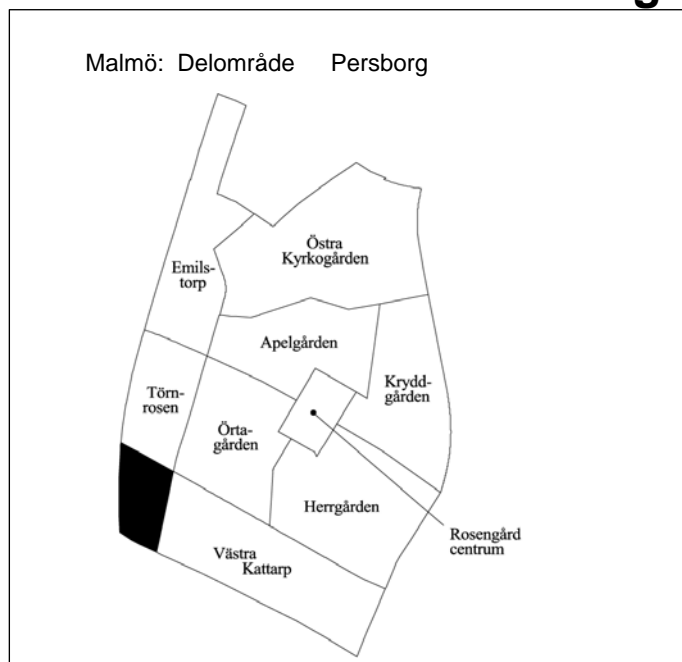 g
Malmö: Delområde Persborg
Östra
Kyrkogården
Emils-
torp
Apelgården
Krydd-
gården
Törn-
rosen
Örta-
gården
Herrgården
Rosengård
centrum
Västra
Kattarp